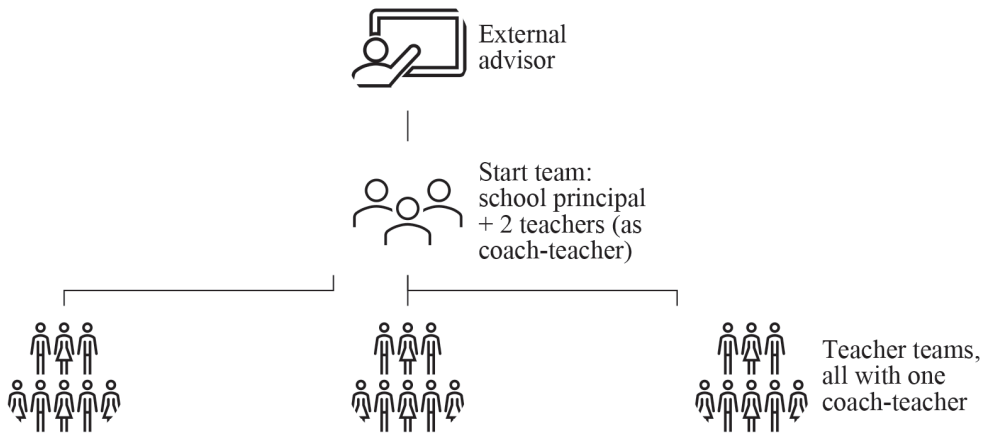 External
advisor
Start team:
school principal
+ 2 teachers (as
coach-teacher)
Teacher teams,
all with one
coach-teacher